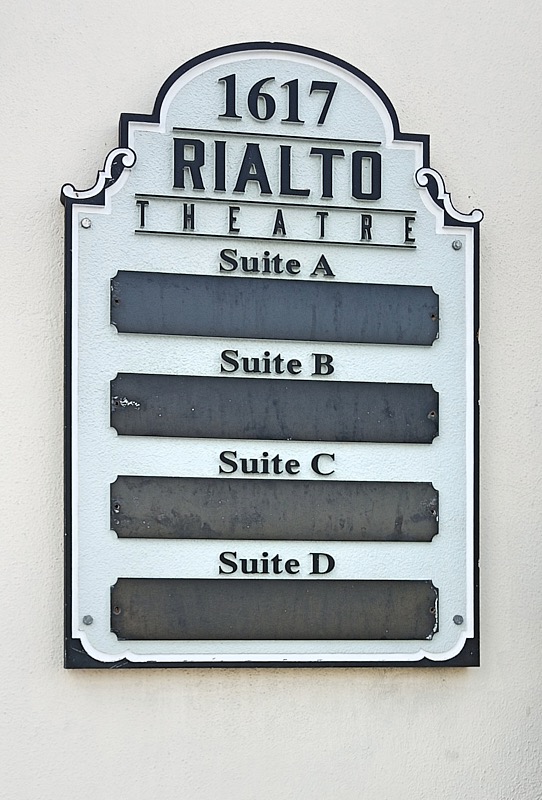 1617
RIALTO
THEATRE
Suite A
Suite B
Suite C
Suite D